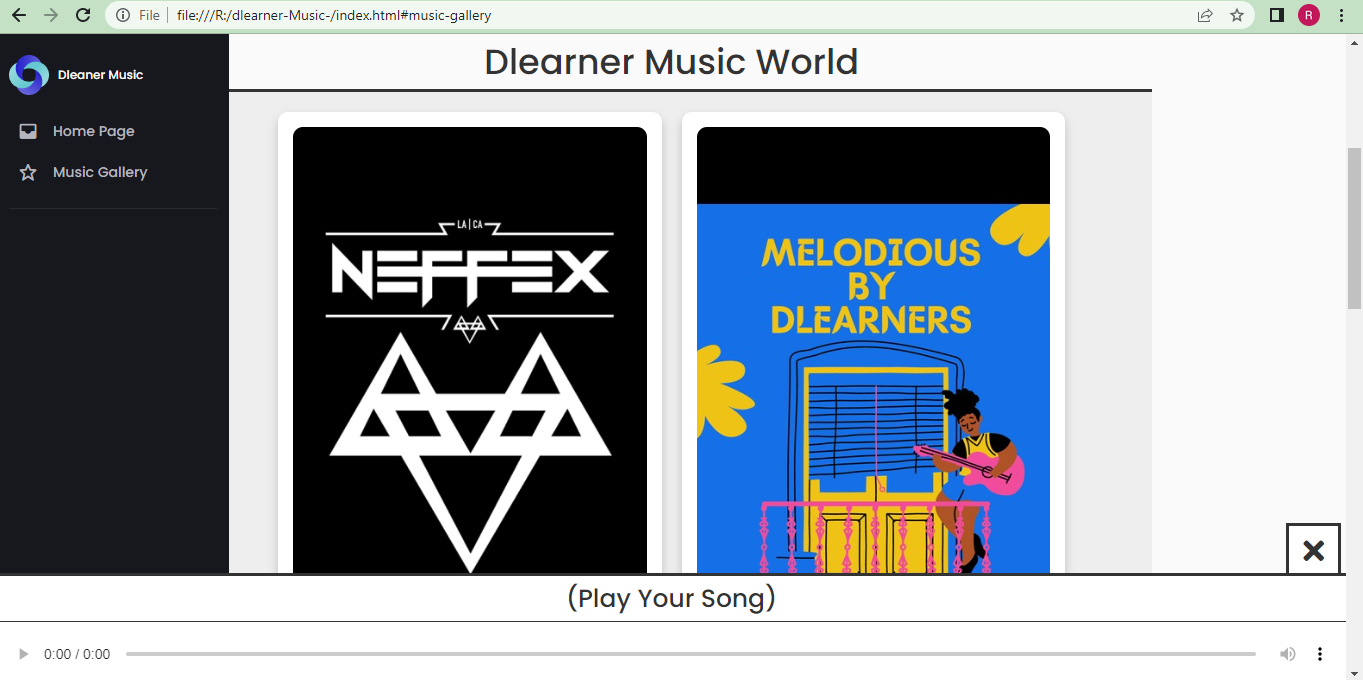 File
file:///R:/dlearner-Music-/index.html#music-gallery
R
Dleaner Music
Home Page
Music Gallery
Dlearner Music World
LA|CA
NEFFEX
MELODIOUS
BY
DLEARNERS
(Play Your Song)
0:00 / 0:00